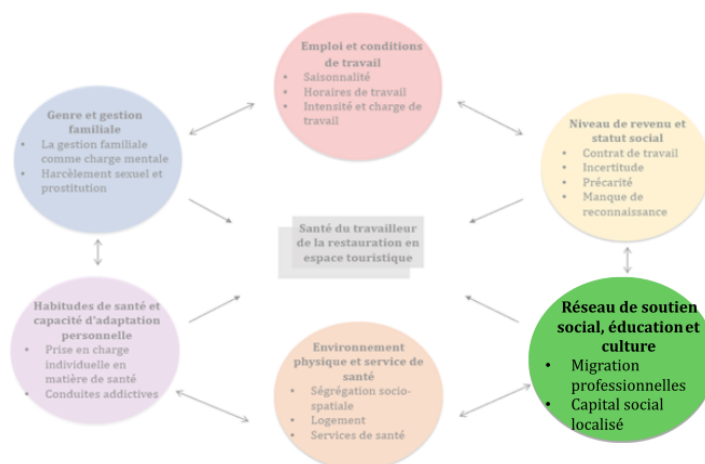 Emploi et conditions
de travail
• Saisonnalité
• Horaires de travail
• Intensité et charge de
travail
Genre et gestion
familiale
• La gestion familiale
comme charge mentale
• Harcèlement sexuel et
prostitution
Niveau de revenu et
statut social
• Contrat de travail
• Incertitude
• Précarité
• Manque de
reconnaissance
Santé du travailleur
de la restauration en
espace touristique
Habitudes de santé et
capacité d'adaptation
personnelle
• Prise en charge
individuelle en
matière de santé
• Conduites addictives
Environnement
physique et service de
santé
• Ségrégation socio-
spatiale
• Logement
• Services de santé
Réseau de soutien
social, éducation et
culture
• Migration
professionnelles
• Capital social
localisé